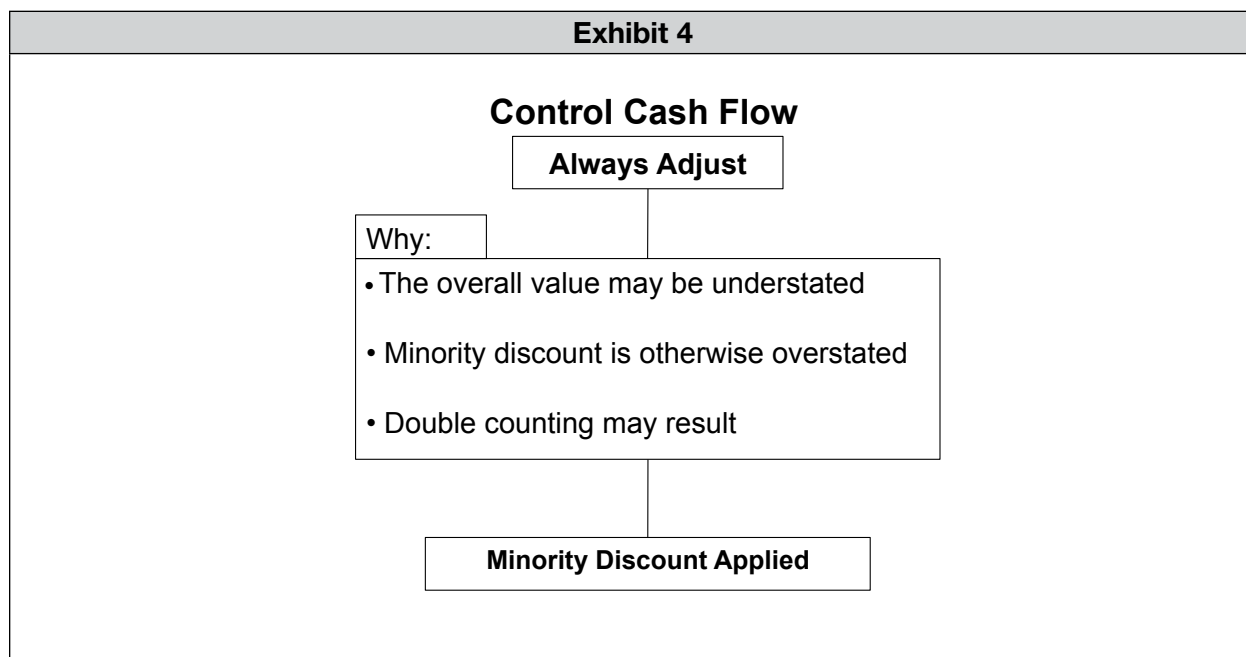 Exhibit 4
Control Cash Flow
Always Adjust
Why:
• The overall value may be understated
• Minority discount is otherwise overstated
• Double counting may result
Minority Discount Applied